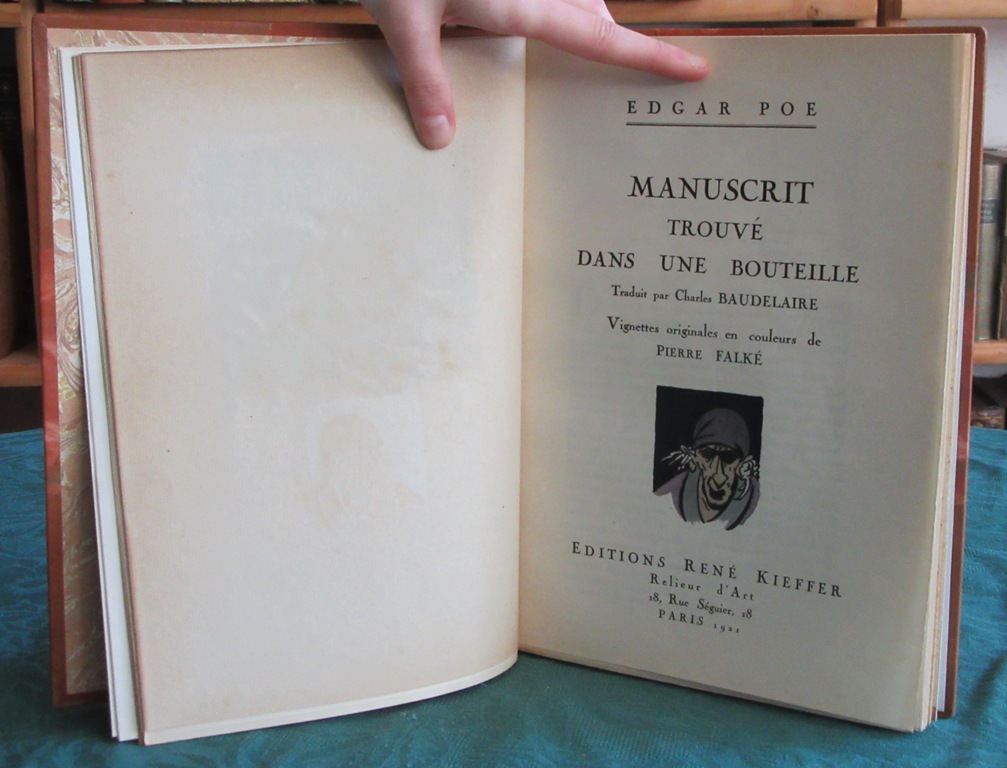 EDGAR POE
MANUSCRIT
TROUVÉ
DANS UNE BOUTEILLE
Traduit par Charles BAUDELAIRE
Vignettes originales en couleurs de
PIERRE FALKÉ
EDITIONS RENÉ KIEFFER
Relieur d'Art
18, Rue Séguier, 18
PARIS 1921